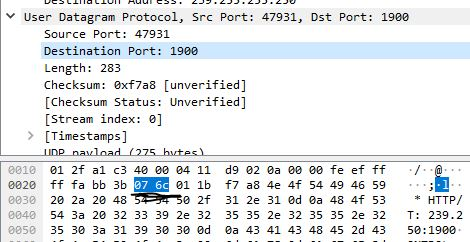 Destination Address: 239.255.255.250
User Datagram Protocol, Src Port: 47931, Dst Port: 1900
Source Port: 47931
Destination Port: 1900
Length: 283
Checksum: 0xf7a8 [unverified]
[Checksum Status: Unverified]
[Stream index: 0]
[Timestamps]
UDP payload (275 bytes)
0010 01 2f a1 c3 40 00 04 11 d9 02 0a 00 00 fe ef ff ·/··@···
0020 ff fa bb 3b 07 6c 01 1b f7 a8 4e 4f 54 49 46 59 ···;·l··
0030 20 2a 20 48 54 54 50 2f 31 2e 31 0d 0a 48 4f 53 * HTTP/
0040 54 3a 20 32 33 39 2e 32 35 35 2e 32 35 35 2e 32 T: 239.2
0050 35 30 3a 31 39 30 30 0d 0a 43 41 43 48 45 2d 43 50:1900·